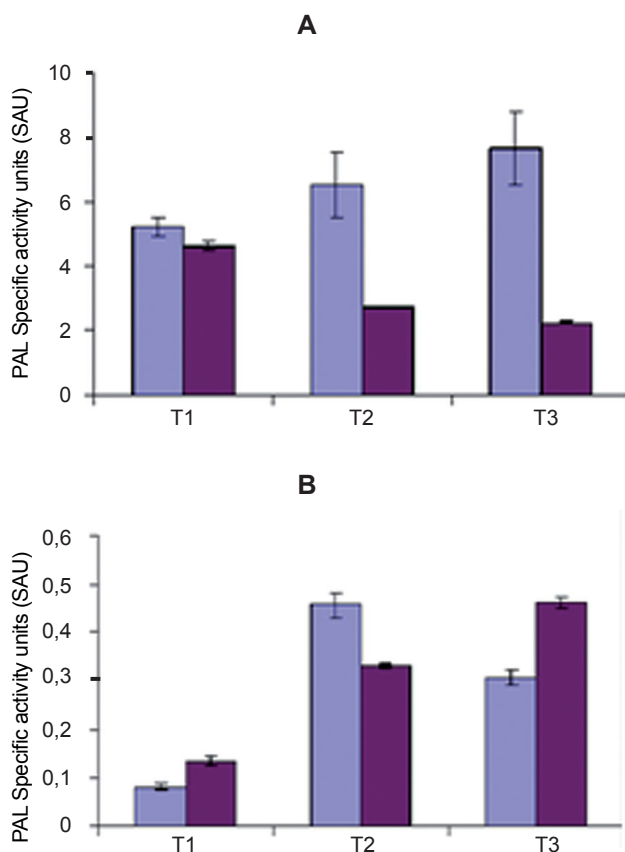 A
PAL Specific activity units (SAU)
10
8
6
4
2
0
T1 T2 T3
B
PAL Specific activity units (SAU)
0,6
0,5
0,4
0,3
0,2
0,1
0
T1 T2 T3